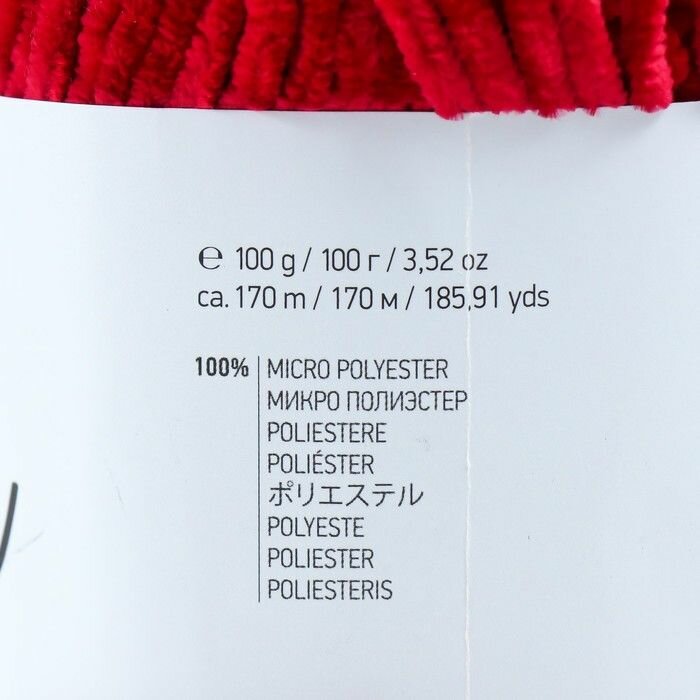 ℮ 100 g / 100 г / 3,52 oz
ca. 170 m / 170 м / 185,91 yds
100% MICRO POLYESTER
МИКРО ПОЛИЭСТЕР
POLIESTERE
POLIÉSTER
ポリエステル
POLYESTE
POLIESTER
POLIESTERIS